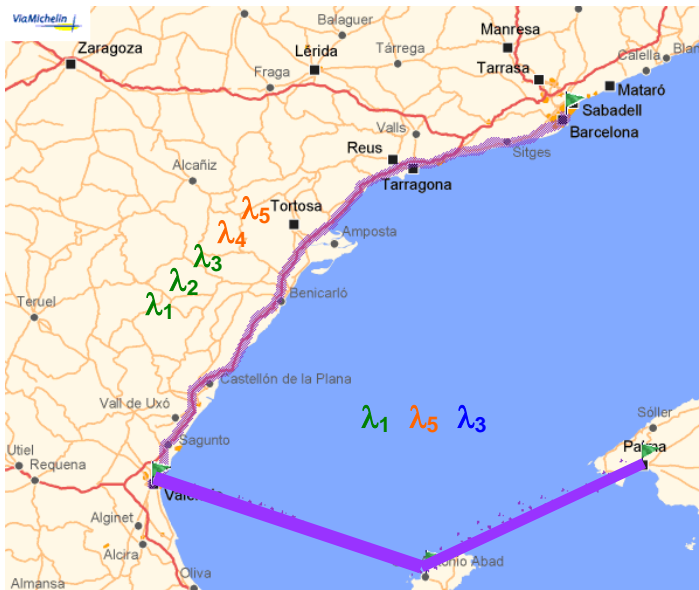 ViaMichelin
Balaguer
Manresa
Zaragoza
Lérida
Tárrega
Calella
Fraga
Tarrasa
Mataró
Sabadell
Valls
Barcelona
Reus
Sitges
Alcañiz
Tarragona
λ5
Tortosa
λ4
Amposta
λ3
λ2
λ1
Benicarló
Teruel
Castellón de la Plana
Vall de Uxó
λ1 λ5 λ3
Sóller
Sagunto
Palma
Utiel
Requena
Alginet
Alcira
Abad
Oliva
Almansa